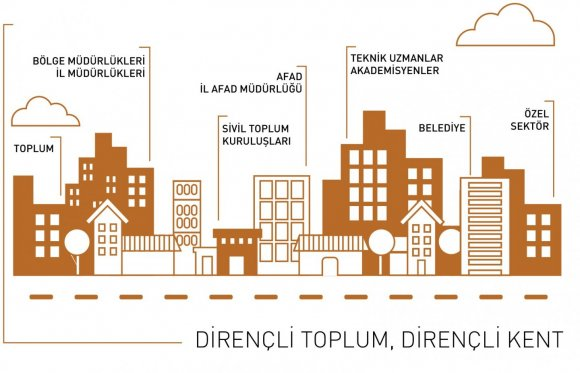 BÖLGE MÜDÜRLÜKLERİ
İL MÜDÜRLÜKLERİ
TOPLUM
SİVİL TOPLUM
KURULUŞLARI
AFAD
İL AFAD MÜDÜRLÜĞÜ
TEKNİK UZMANLAR
AKADEMİSYENLER
BELEDİYE
ÖZEL
SEKTÖR
DİRENÇLİ TOPLUM, DİRENÇLİ KENT